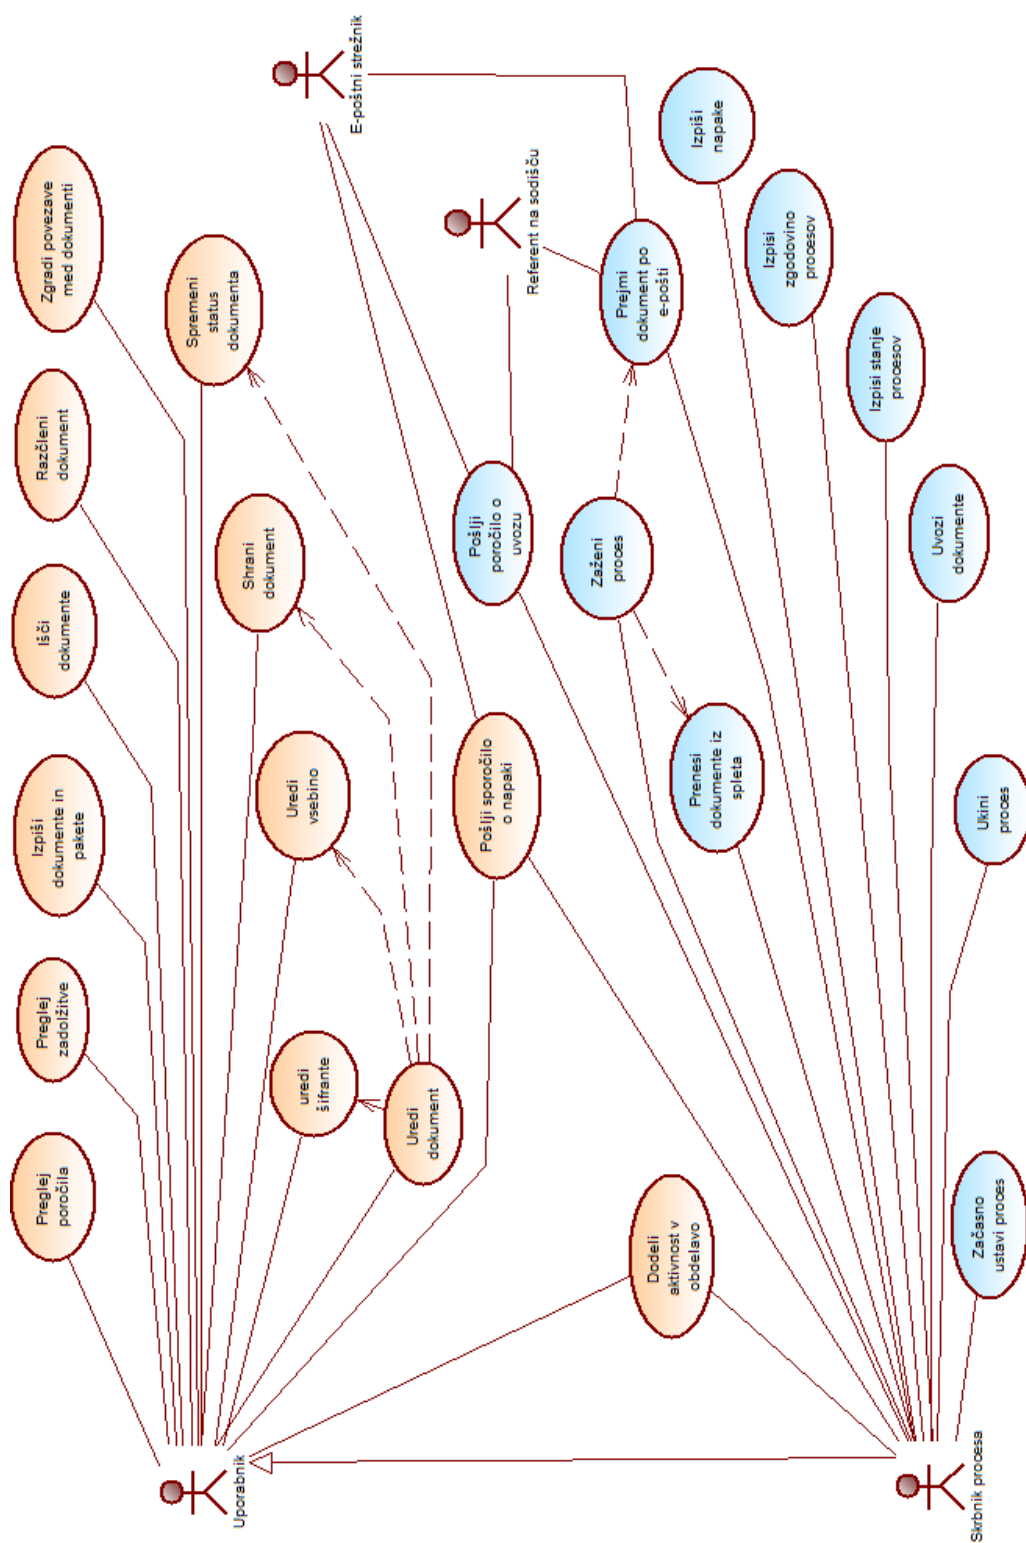 Preglej
poročila
Preglej
zadolžitve
Izpiši
dokumente in
pakete
Išči
dokumente
Razčleni
dokument
Zgradi povezave
med dokumenti
Uporabnik
Spremeni
status
dokumenta
Shrani
dokument
Uredi
vsebino
uredi
šifrante
Uredi
dokument
E-poštni strežnik
Pošlji sporočilo
o napaki
Pošlji
poročilo o
uvozu
Referent na sodišču
Zaženi
proces
Prejmi
dokument po
e-pošti
Dodeli
aktivnost v
obdelavo
Prenesi
dokumente iz
spleta
Izpiši
napake
Izpisi
zgodovino
procesov
Izpisi stanje
procesov
Uvozi
dokumente
Ukini
proces
Začasno
ustavi proces
Skrbnik procesa